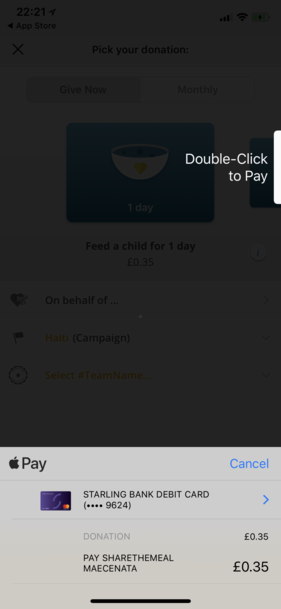 22:21
◀ App Store
Pick your donation:
Give Now
Monthly
Double-Click
to Pay
1 day
Feed a child for 1 day
£0.35
On behalf of ...
Haiti (Campaign)
Select #TeamName...
Pay
Cancel
STARLING BANK DEBIT CARD
(•••• 9624)
DONATION
£0.35
PAY SHARETHEMEAL
MAECENATA
£0.35